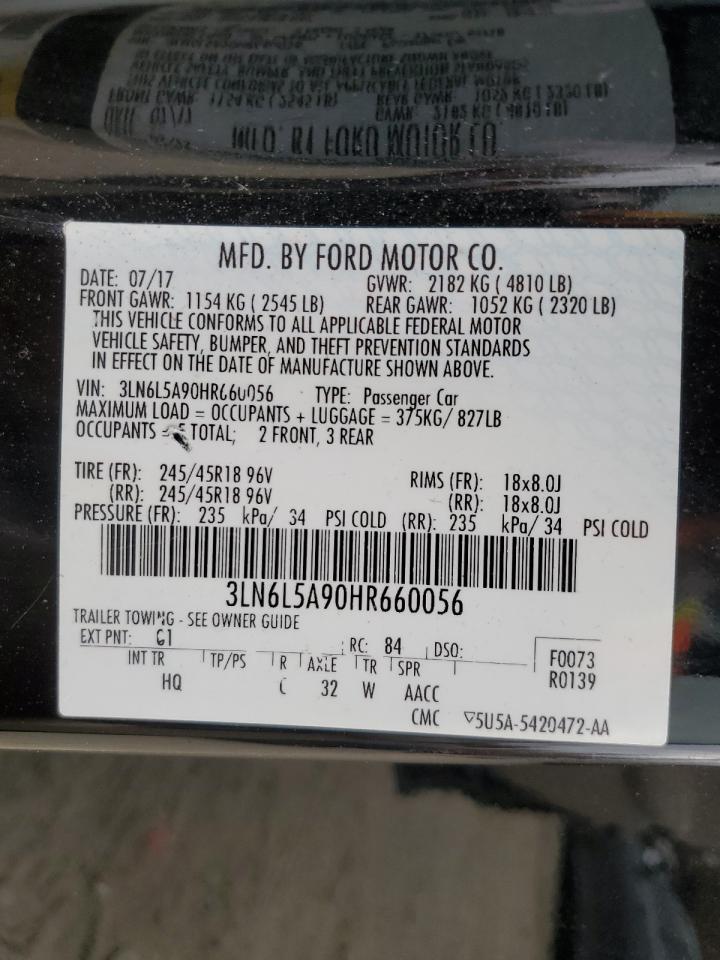 MFD. BY FORD MOTOR CO.
DATE: 07/17 GVWR: 2182 KG ( 4810 LB)
FRONT GAWR: 1154 KG ( 2545 LB) REAR GAWR: 1052 KG ( 2320 LB)
THIS VEHICLE CONFORMS TO ALL APPLICABLE FEDERAL MOTOR
VEHICLE SAFETY, BUMPER, AND THEFT PREVENTION STANDARDS
IN EFFECT ON THE DATE OF MANUFACTURE SHOWN ABOVE.
VIN: 3LN6L5A90HR660056 TYPE: Passenger Car
MAXIMUM LOAD = OCCUPANTS + LUGGAGE = 375KG/ 827LB
OCCUPANTS = 5 TOTAL; 2 FRONT, 3 REAR
TIRE (FR): 245/45R18 96V RIMS (FR): 18x8.0J
(RR): 245/45R18 96V (RR): 18x8.0J
PRESSURE (FR): 235 kPa/ 34 PSI COLD (RR): 235 kPa/ 34 PSI COLD
3LN6L5A90HR660056
TRAILER TOWING - SEE OWNER GUIDE
EXT PNT: G1 RC: 84 DSO: F0073
INT TR TP/PS R AXLE TR SPR R0139
HQ C 32 W AACC
CMC ▽5U5A-5420472-AA